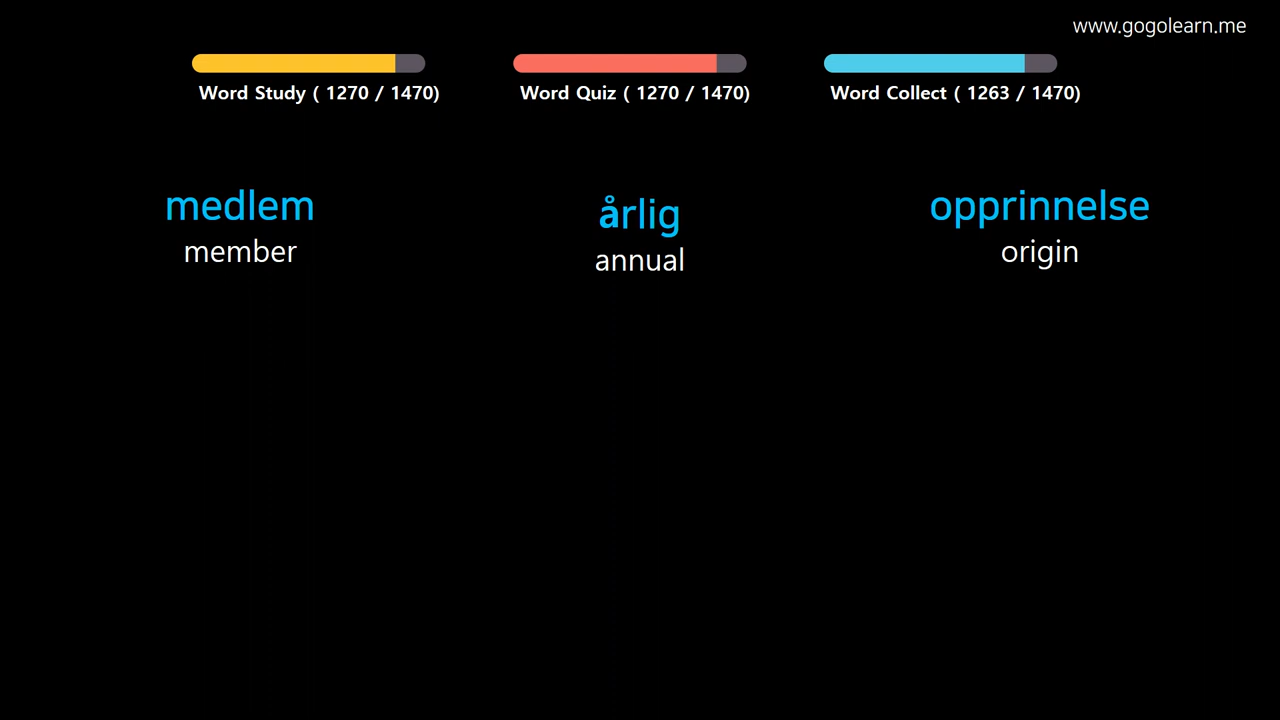 www.gogolearn.me
Word Study ( 1270 / 1470)
Word Quiz ( 1270 / 1470)
Word Collect ( 1263 / 1470)
medlem
member
årlig
annual
opprinnelse
origin